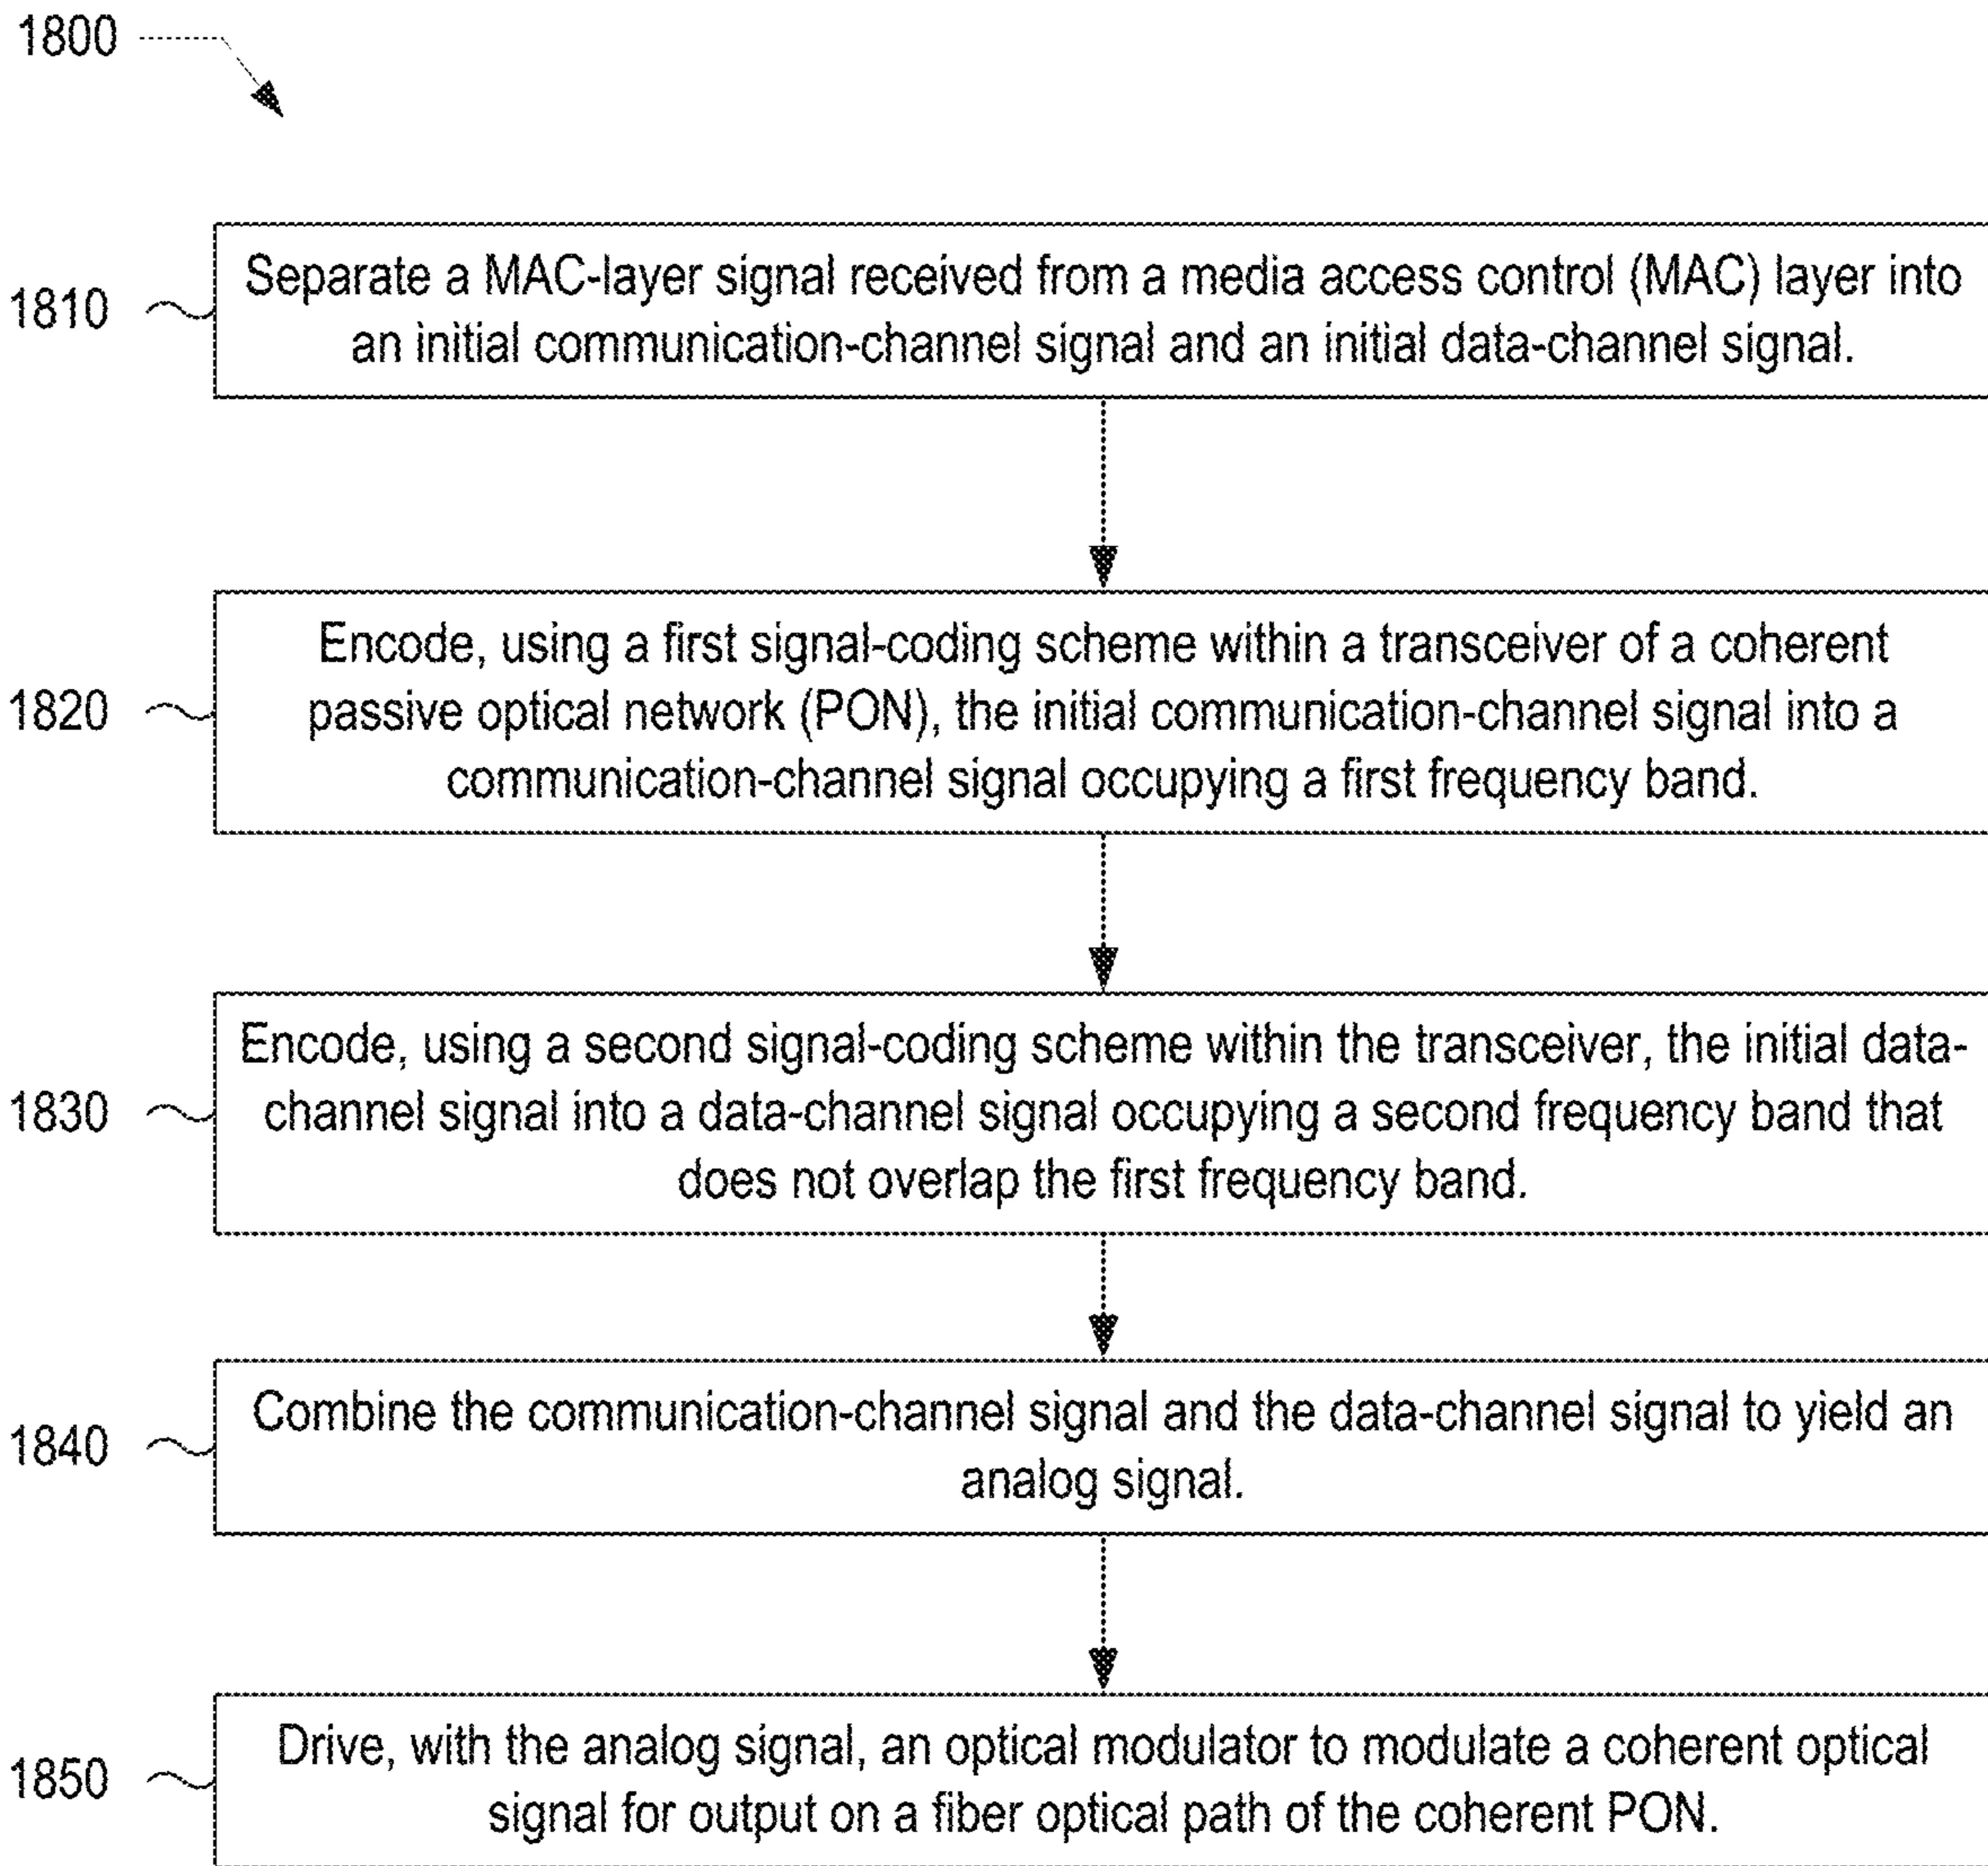 1800
1810
Separate a MAC-layer signal received from a media access control (MAC) layer into
an initial communication-channel signal and an initial data-channel signal.
1820
Encode, using a first signal-coding scheme within a transceiver of a coherent
passive optical network (PON), the initial communication-channel signal into a
communication-channel signal occupying a first frequency band.
1830
Encode, using a second signal-coding scheme within the transceiver, the initial data-
channel signal into a data-channel signal occupying a second frequency band that
does not overlap the first frequency band.
1840
Combine the communication-channel signal and the data-channel signal to yield an
analog signal.
1850
Drive, with the analog signal, an optical modulator to modulate a coherent optical
signal for output on a fiber optical path of the coherent PON.